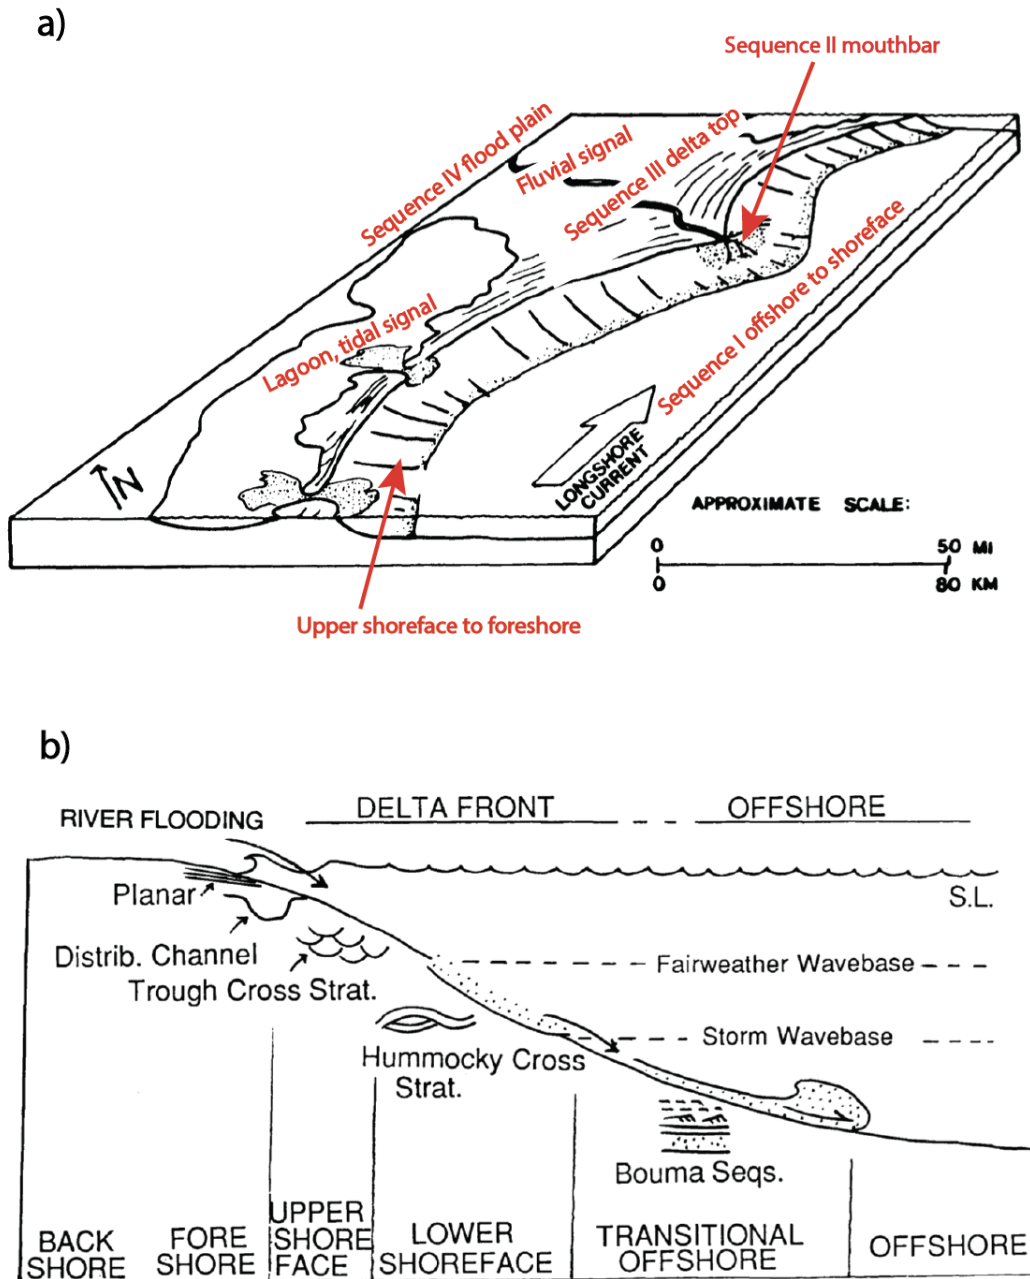 a)
Sequence II mouthbar
Sequence IV flood plain
Fluvial signal
Sequence III delta top
Lagoon, tidal signal
Sequence I offshore to shoreface
N
LONGSHORE
CURRENT
APPROXIMATE SCALE:
0 50 MI
0 80 KM
Upper shoreface to foreshore
b)
RIVER FLOODING
DELTA FRONT
OFFSHORE
Planar
S.L.
Distrib. Channel
Trough Cross Strat.
Fairweather Wavebase
Storm Wavebase
Hummocky Cross
Strat.
Bouma Seqs.
BACK
SHORE
FORE
SHORE
UPPER
SHORE
FACE
LOWER
SHOREFACE
TRANSITIONAL
OFFSHORE
OFFSHORE